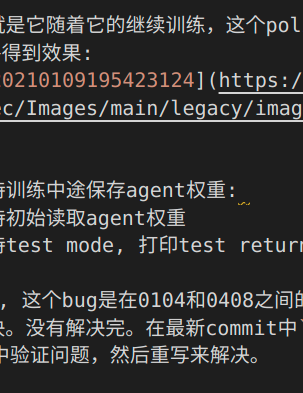 就是它随着它的继续训练，这个pol
得到效果:
20210109195423124](https:/
ec/Images/main/legacy/imag
持训练中途保存agent权重:
持初始读取agent权重
持test mode, 打印test return
, 这个bug是在0104和0408之间的
决。没有解决完。在最新commit中
中验证问题，然后重写来解决。